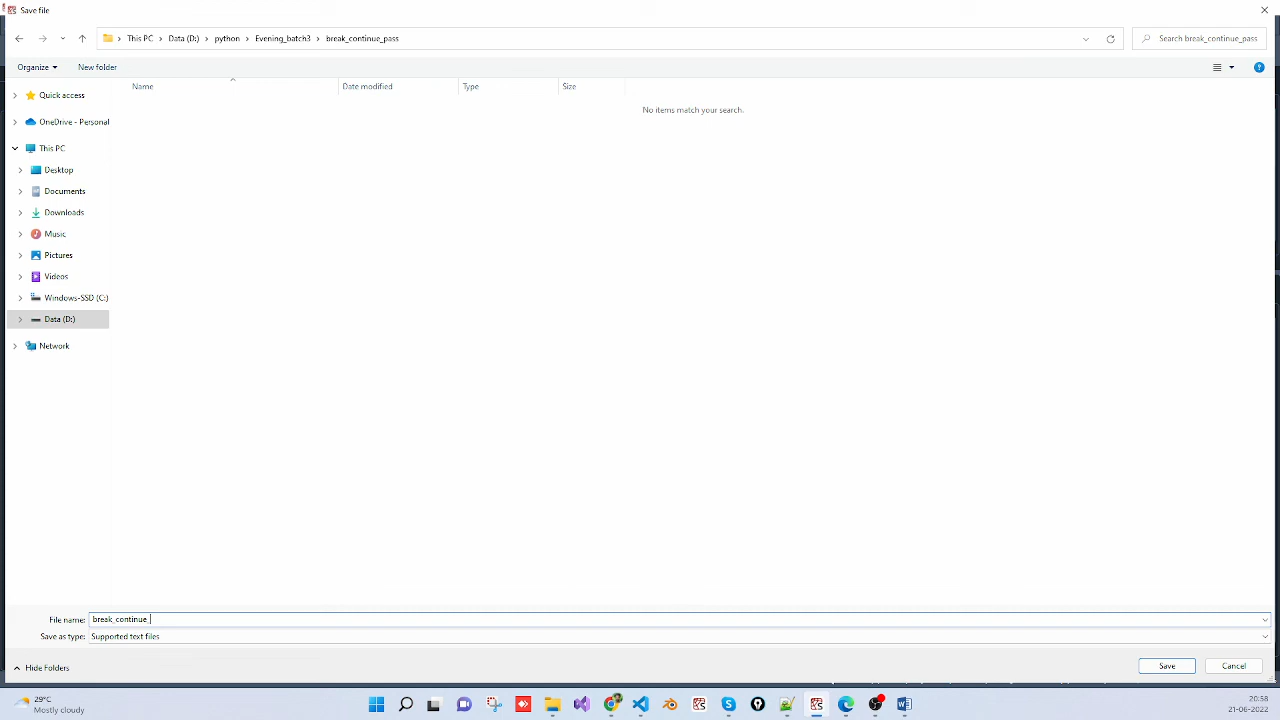 Save file
This PC > Data (D:) > python > Evening_batch3 > break_continue_pass
Search break_continue_pass
Organize
New folder
Name
Date modified
Type
Size
No items match your search.
Quick access
OneDrive - Personal
This PC
Desktop
Documents
Downloads
Music
Pictures
Videos
Windows-SSD (C:)
Data (D:)
Network
File name: break_continue_
Save as type: Supported text files
Hide Folders
Save
Cancel
29°C
Mostly cloudy
20:58
21-06-2022